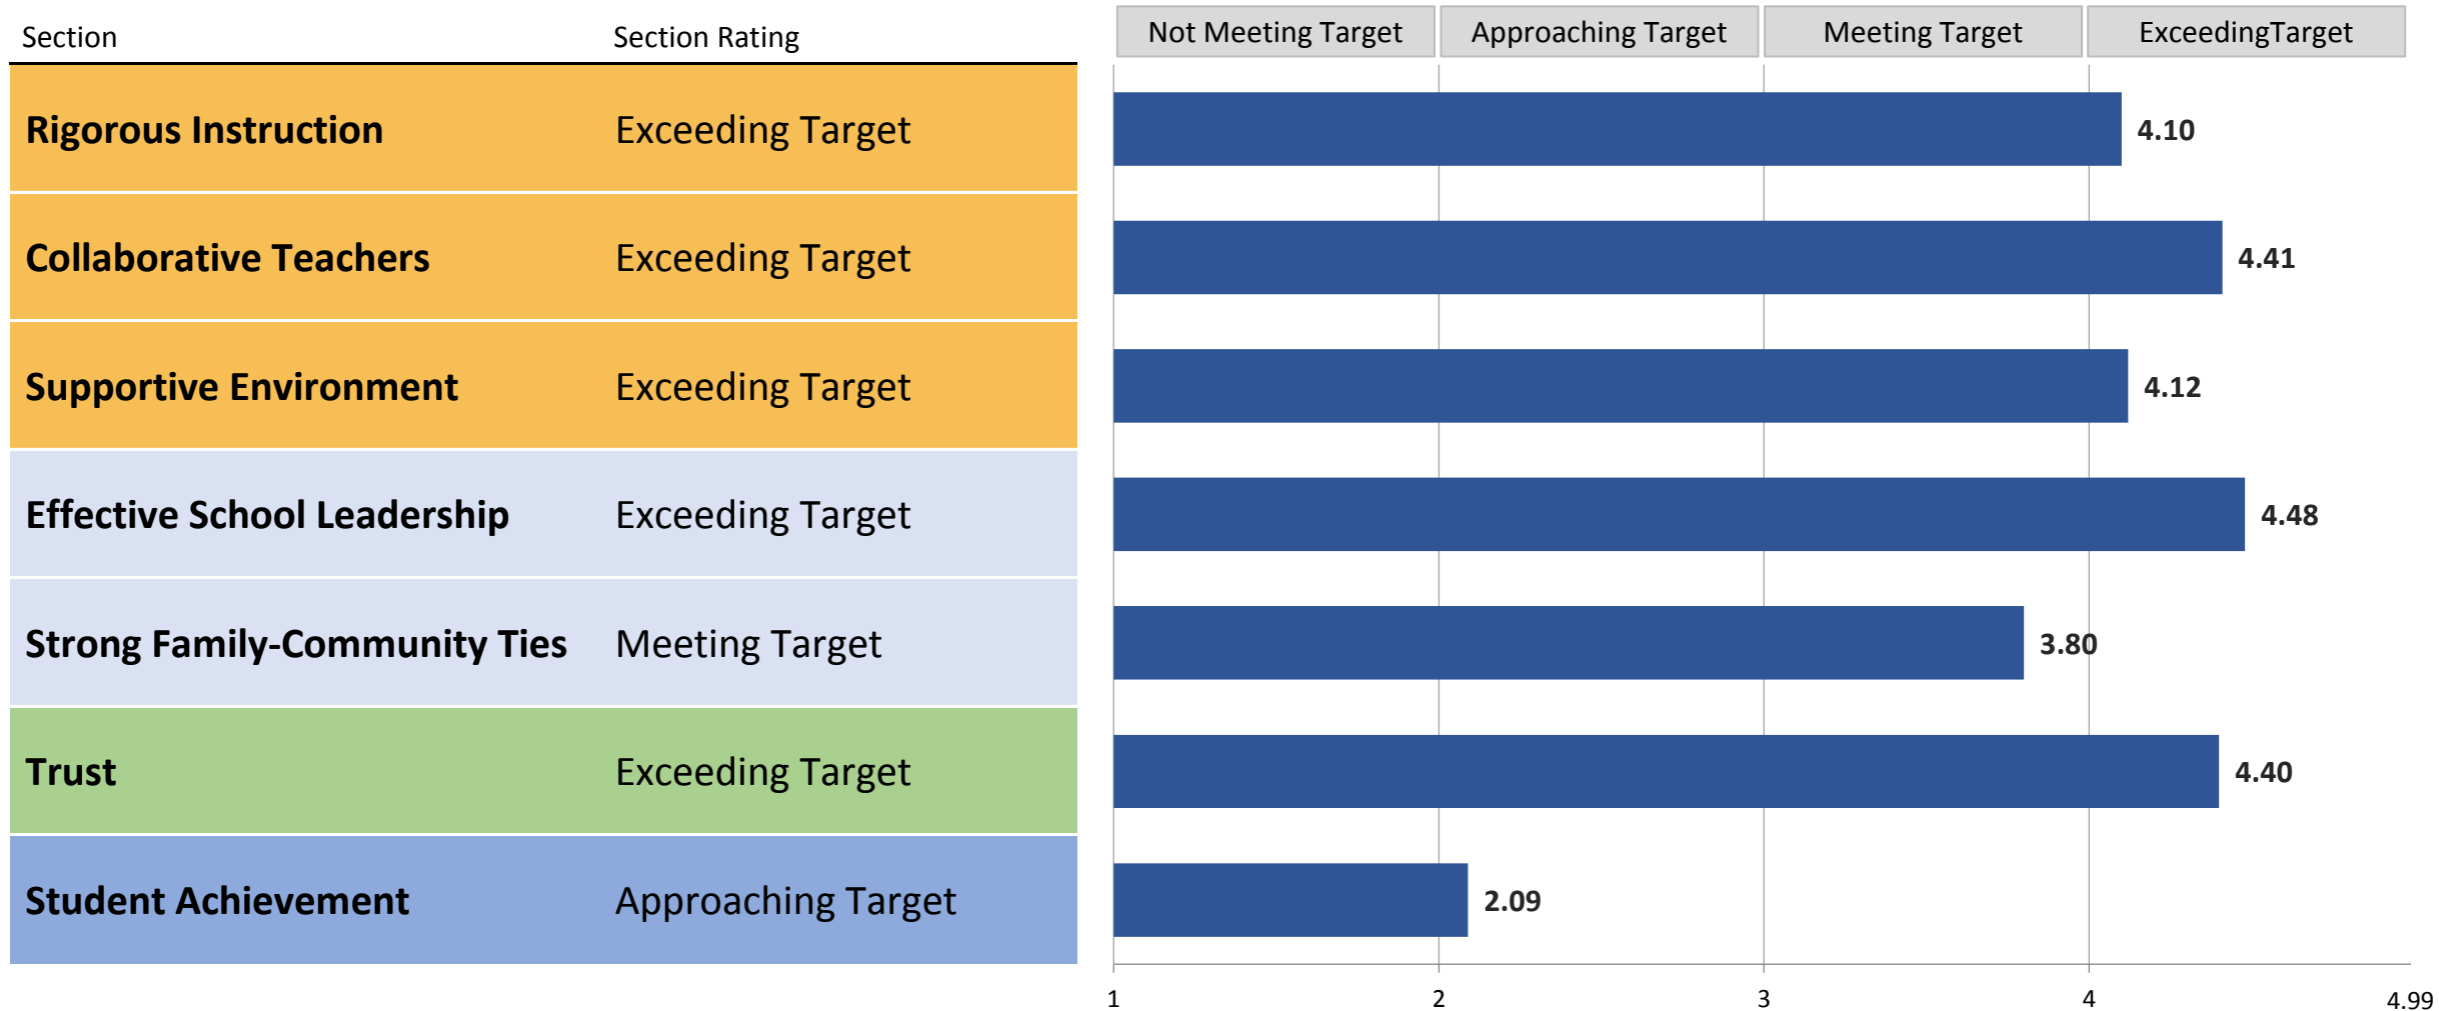 Section Section Rating Not Meeting Target Approaching Target Meeting Target ExceedingTarget
Rigorous Instruction Exceeding Target 4.10
Collaborative Teachers Exceeding Target 4.41
Supportive Environment Exceeding Target 4.12
Effective School Leadership Exceeding Target 4.48
Strong Family-Community Ties Meeting Target 3.80
Trust Exceeding Target 4.40
Student Achievement Approaching Target 2.09
1 2 3 4 4.99